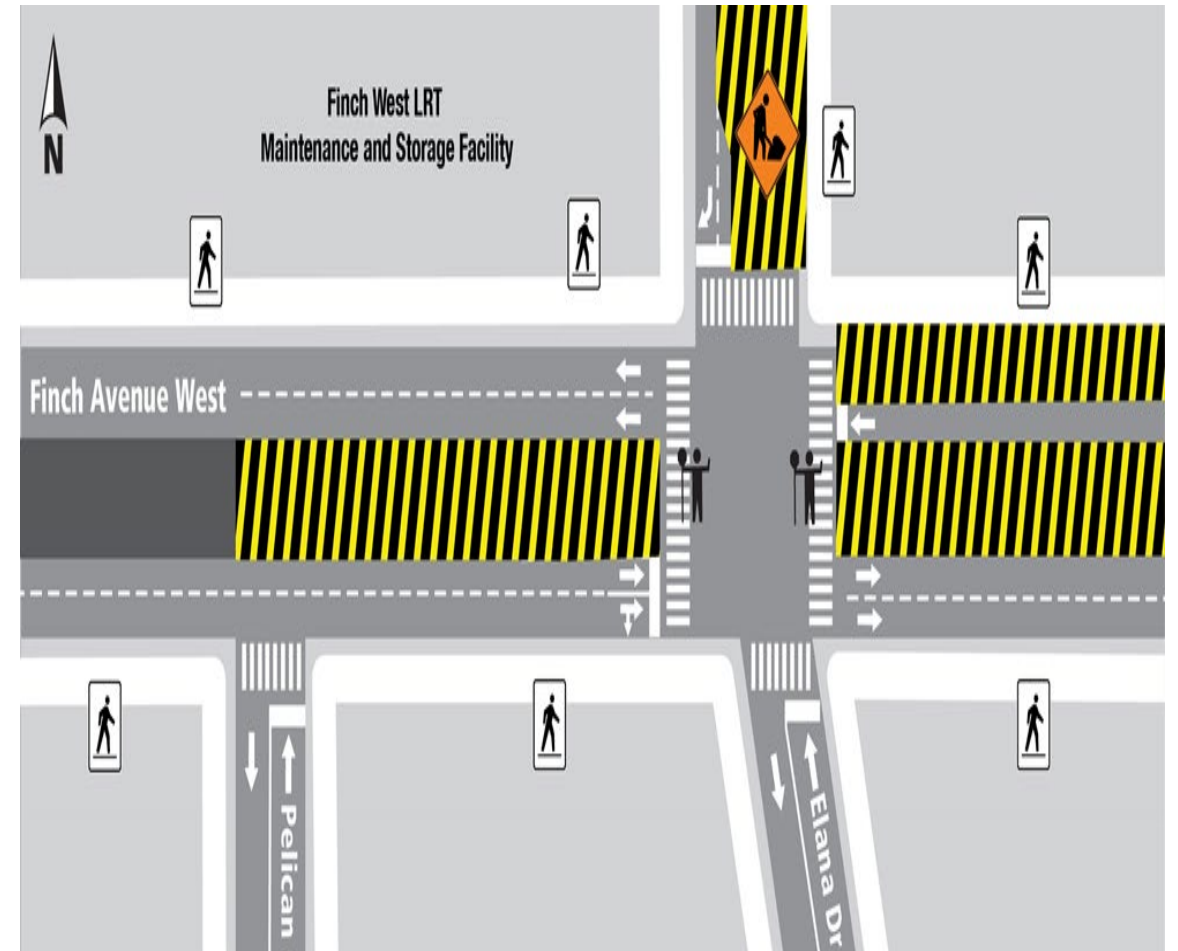 N
Finch West LRT
Maintenance and Storage Facility
Finch Avenue West
Pelican
Elana Dr